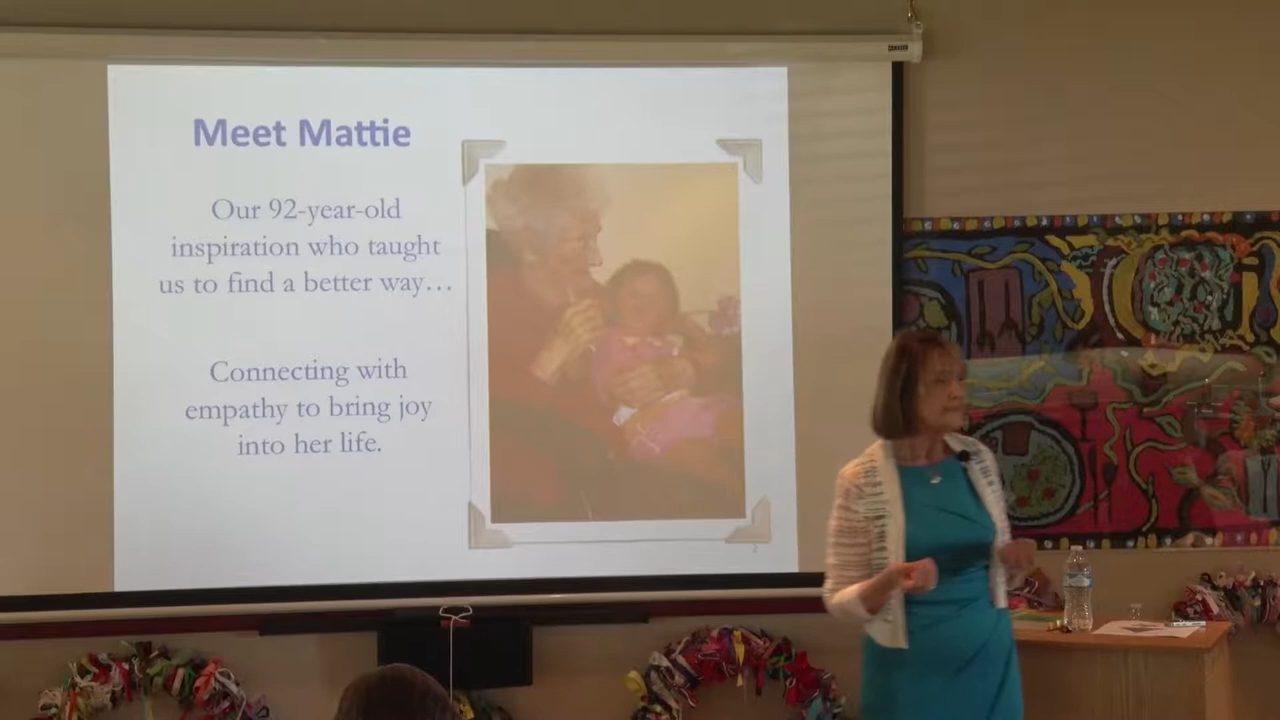 Meet Mattie
Our 92-year-old
inspiration who taught
us to find a better way…
Connecting with
empathy to bring joy
into her life.